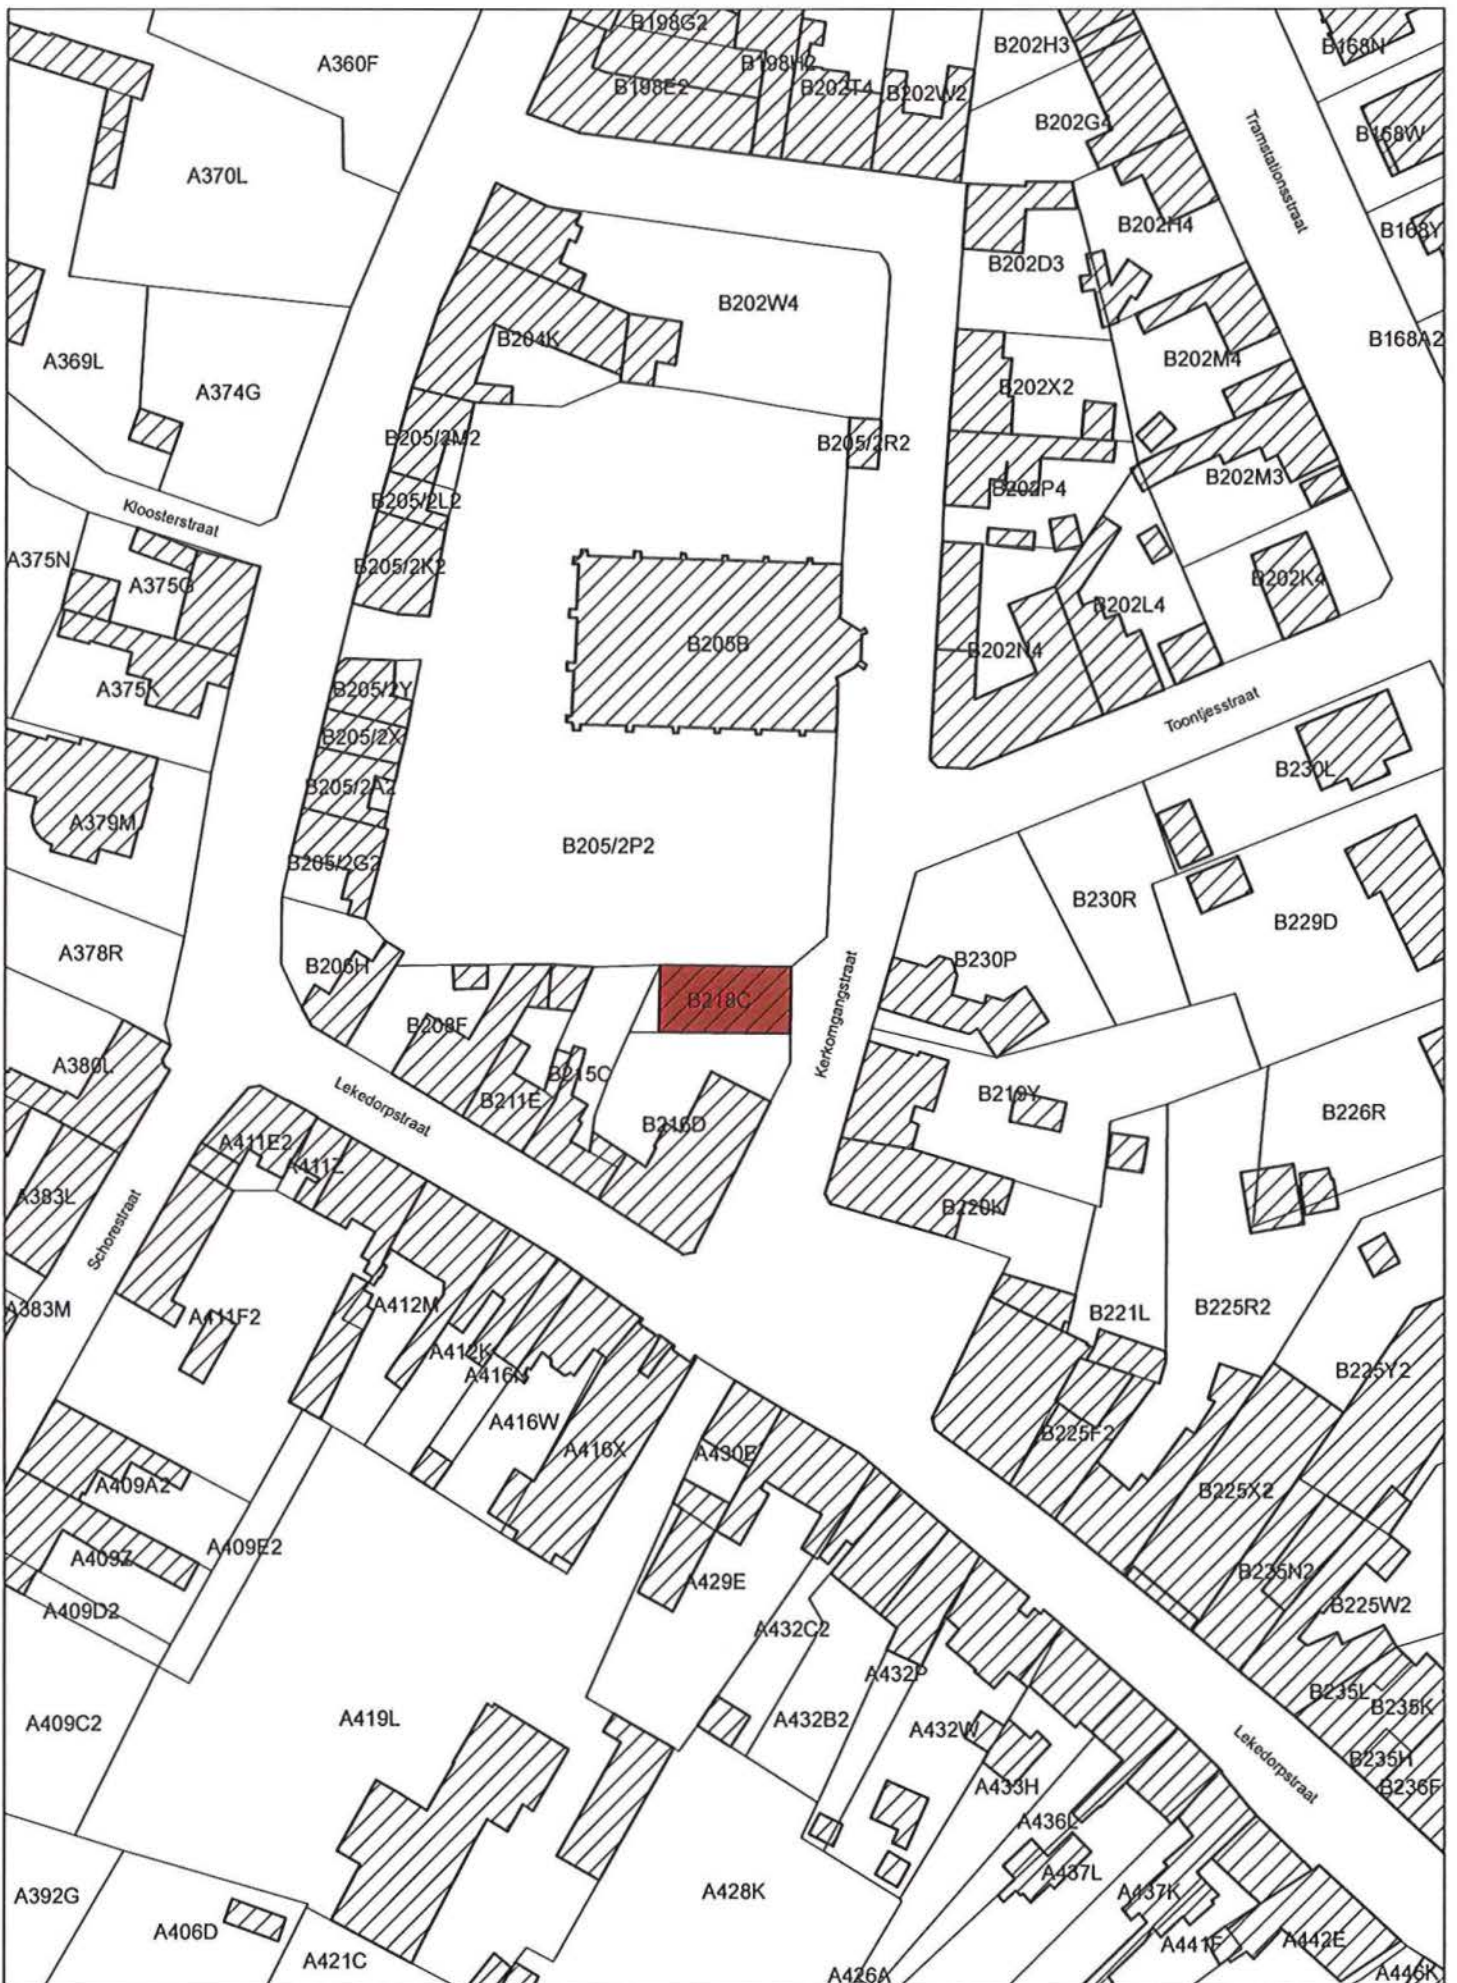 B198G2
A360F
B198H2
B202H3
B168N
B198E2
B202T4
B202W2
B202G4
B168W
Tramstationsstraat
A370L
B202H4
B168Y
B202D3
B202W4
B204K
B168A2
A369L
B202M4
A374G
B202X2
B205/2M2
B205/2R2
B202M3
B202P4
B205/2L2
Kloosterstraat
A375N
B205/2K2
A375G
B202K4
B202L4
B205B
B202N4
A375K
B205/2Y
Toontjesstraat
B205/2X
B230L
B205/2A2
A379M
B205/2P2
B205/2G2
B230R
B229D
A378R
B206H
B230P
B218C
Kerkomgangstraat
B208F
A380L
B215C
B219Y
B211E
Lekedorpstraat
B216D
B226R
A411E2
A411Z
A383L
B220K
Schorestraat
A383M
A411F2
A412M
B221L
B225R2
A412K
A416N
B225Y2
A416W
B225F2
A416X
A430E
A409A2
B225X2
A409E2
A409Z
B225N2
A429E
A409D2
B225W2
A432C2
A432P
B235L
B235K
A409C2
A419L
A432B2
A432W
Lekedorpstraat
B235H
B236F
A433H
A436L
A437L
A392G
A428K
A437K
A406D
A441F
A442E
A421C
A426A
A446K